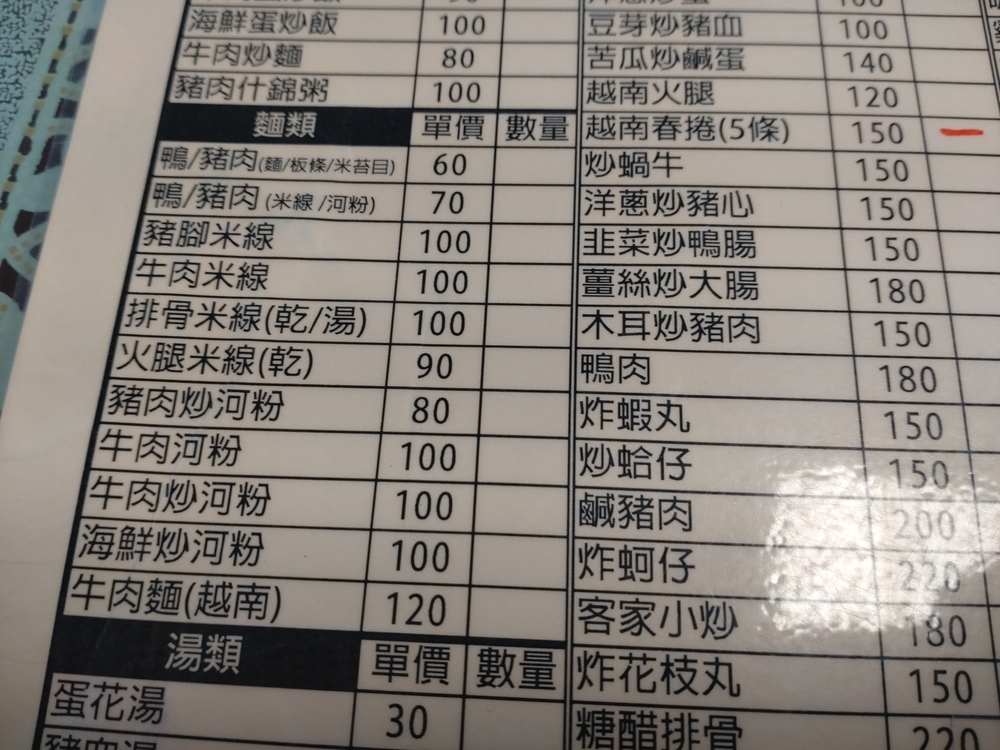 海鮮蛋炒飯 100
牛肉炒麵 80
豬肉什錦粥 100
麵類 單價 數量
鴨/豬肉(麵/板條/米苔目) 60
鴨/豬肉(米線/河粉) 70
豬腳米線 100
牛肉米線 100
排骨米線(乾/湯) 100
火腿米線(乾) 90
豬肉炒河粉 80
牛肉河粉 100
牛肉炒河粉 100
海鮮炒河粉 100
牛肉麵(越南) 120
湯類 單價 數量
蛋花湯 30
豆芽炒豬血 100
苦瓜炒鹹蛋 140
越南火腿 120
越南春捲(5條) 150
炒蝸牛 150
洋蔥炒豬心 150
韭菜炒鴨腸 150
薑絲炒大腸 180
木耳炒豬肉 150
鴨肉 180
炸蝦丸 150
炒蛤仔 150
鹹豬肉 200
炸蚵仔 220
客家小炒 180
炸花枝丸 150
糖醋排骨 220